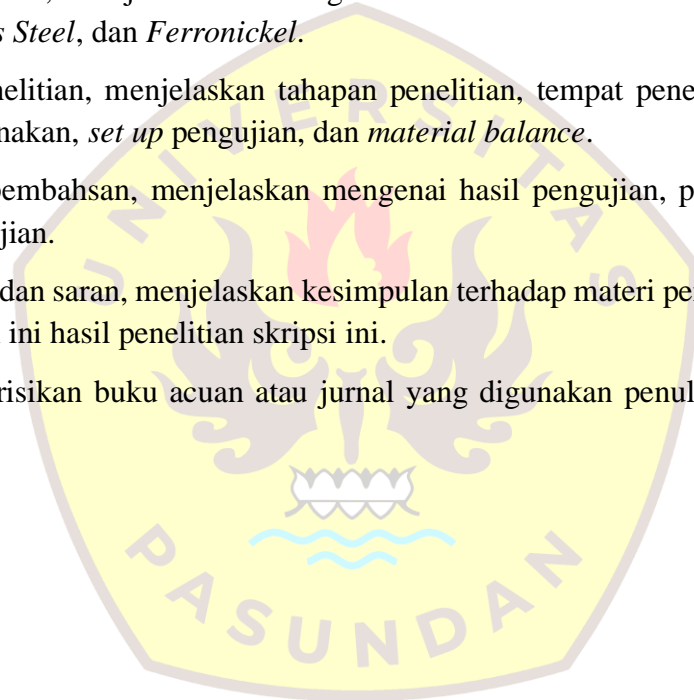 s Steel, dan Ferronickel.
nelitian, menjelaskan tahapan penelitian, tempat pene
nakan, set up pengujian, dan material balance.
pembahsan, menjelaskan mengenai hasil pengujian, p
jian.
dan saran, menjelaskan kesimpulan terhadap materi pe
ini hasil penelitian skripsi ini.
risikan buku acuan atau jurnal yang digunakan penul
UNIVERSITAS
PASUNDAN